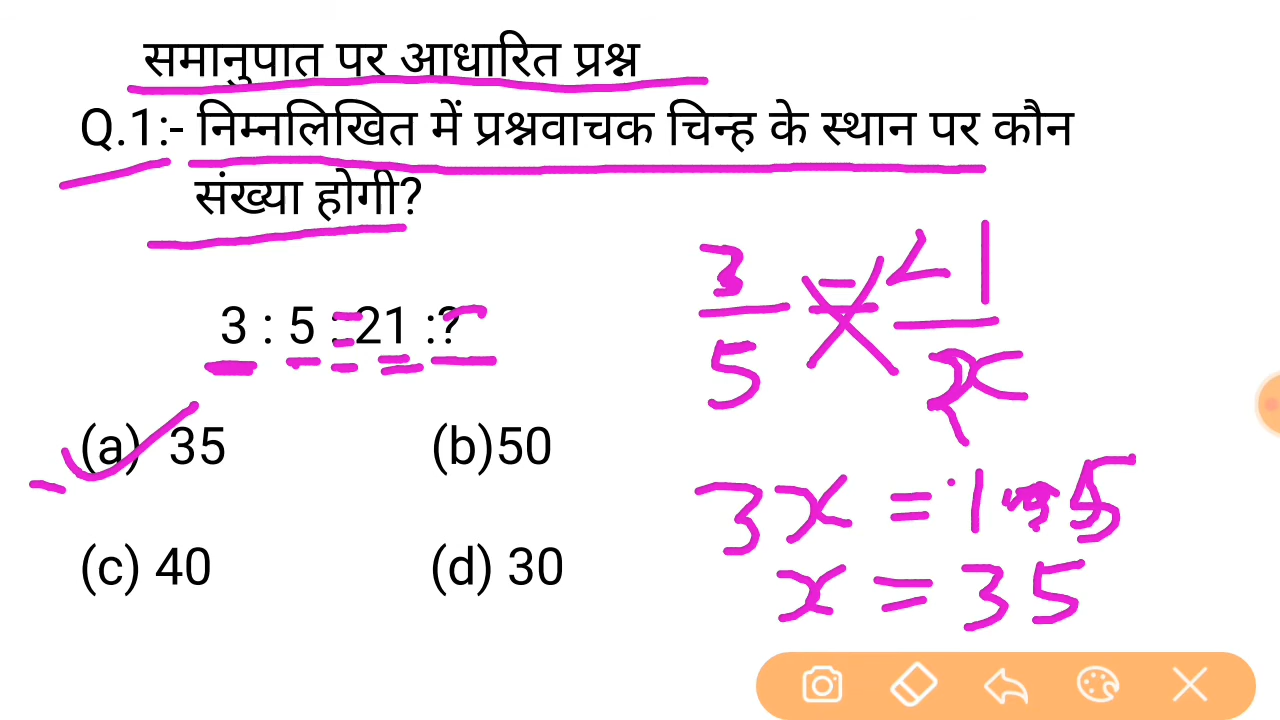 समानुपात पर आधारित प्रश्न
Q.1:- निम्नलिखित में प्रश्नवाचक चिन्ह के स्थान पर कौन
संख्या होगी?
3 : 5 :: 21 :?
(a) 35
(b)50
(c) 40
(d) 30
3/5 = 21/x
3x = 105
x = 35